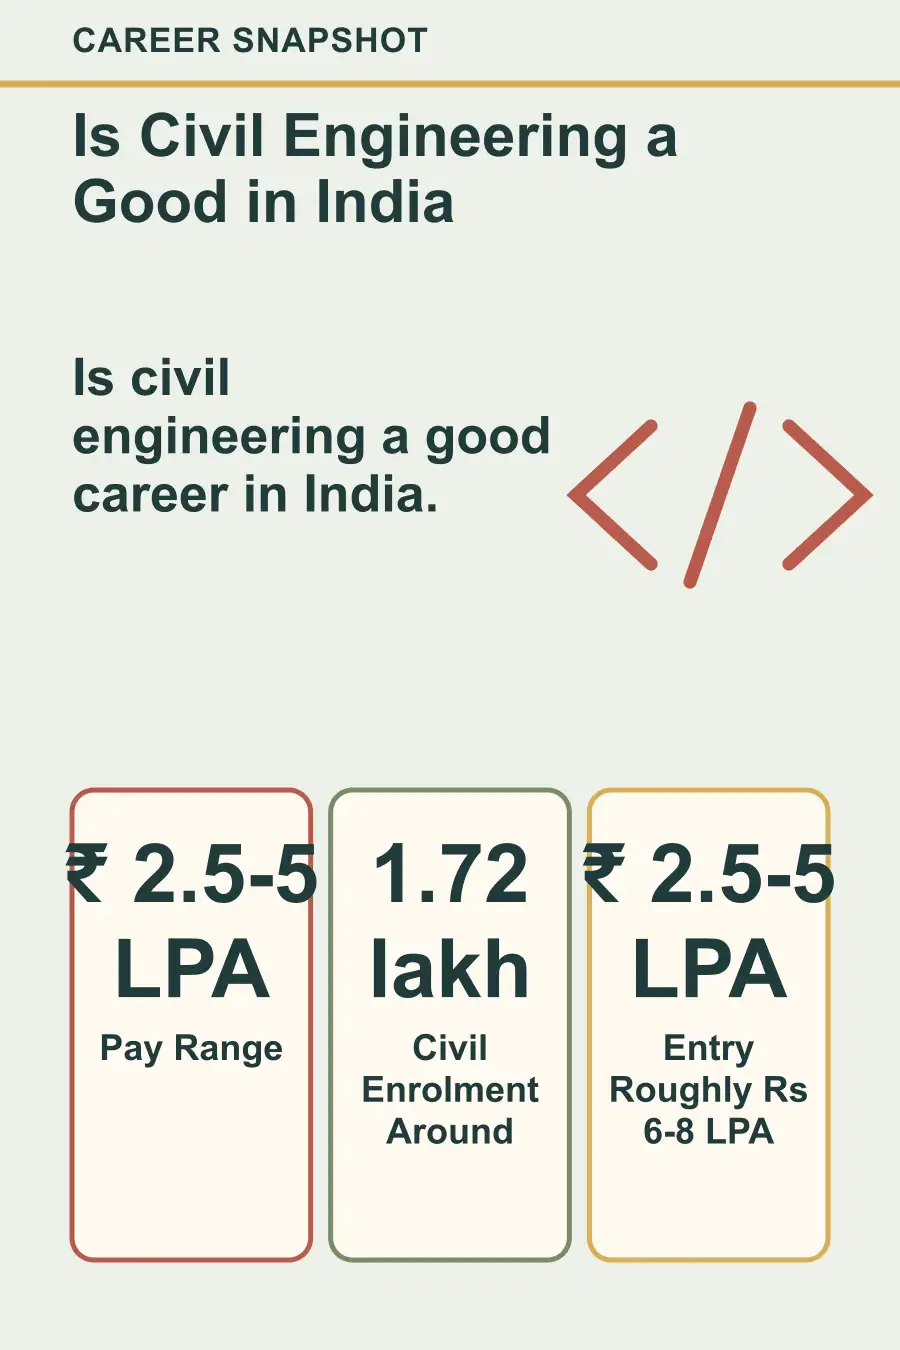 CAREER SNAPSHOT
Is Civil Engineering a
Good in India
Is civil
engineering a good
career in India.
₹ 2.5-5
LPA
Pay Range
1.72
lakh
Civil
Enrolment
Around
₹ 2.5-5
LPA
Entry
Roughly Rs
6-8 LPA